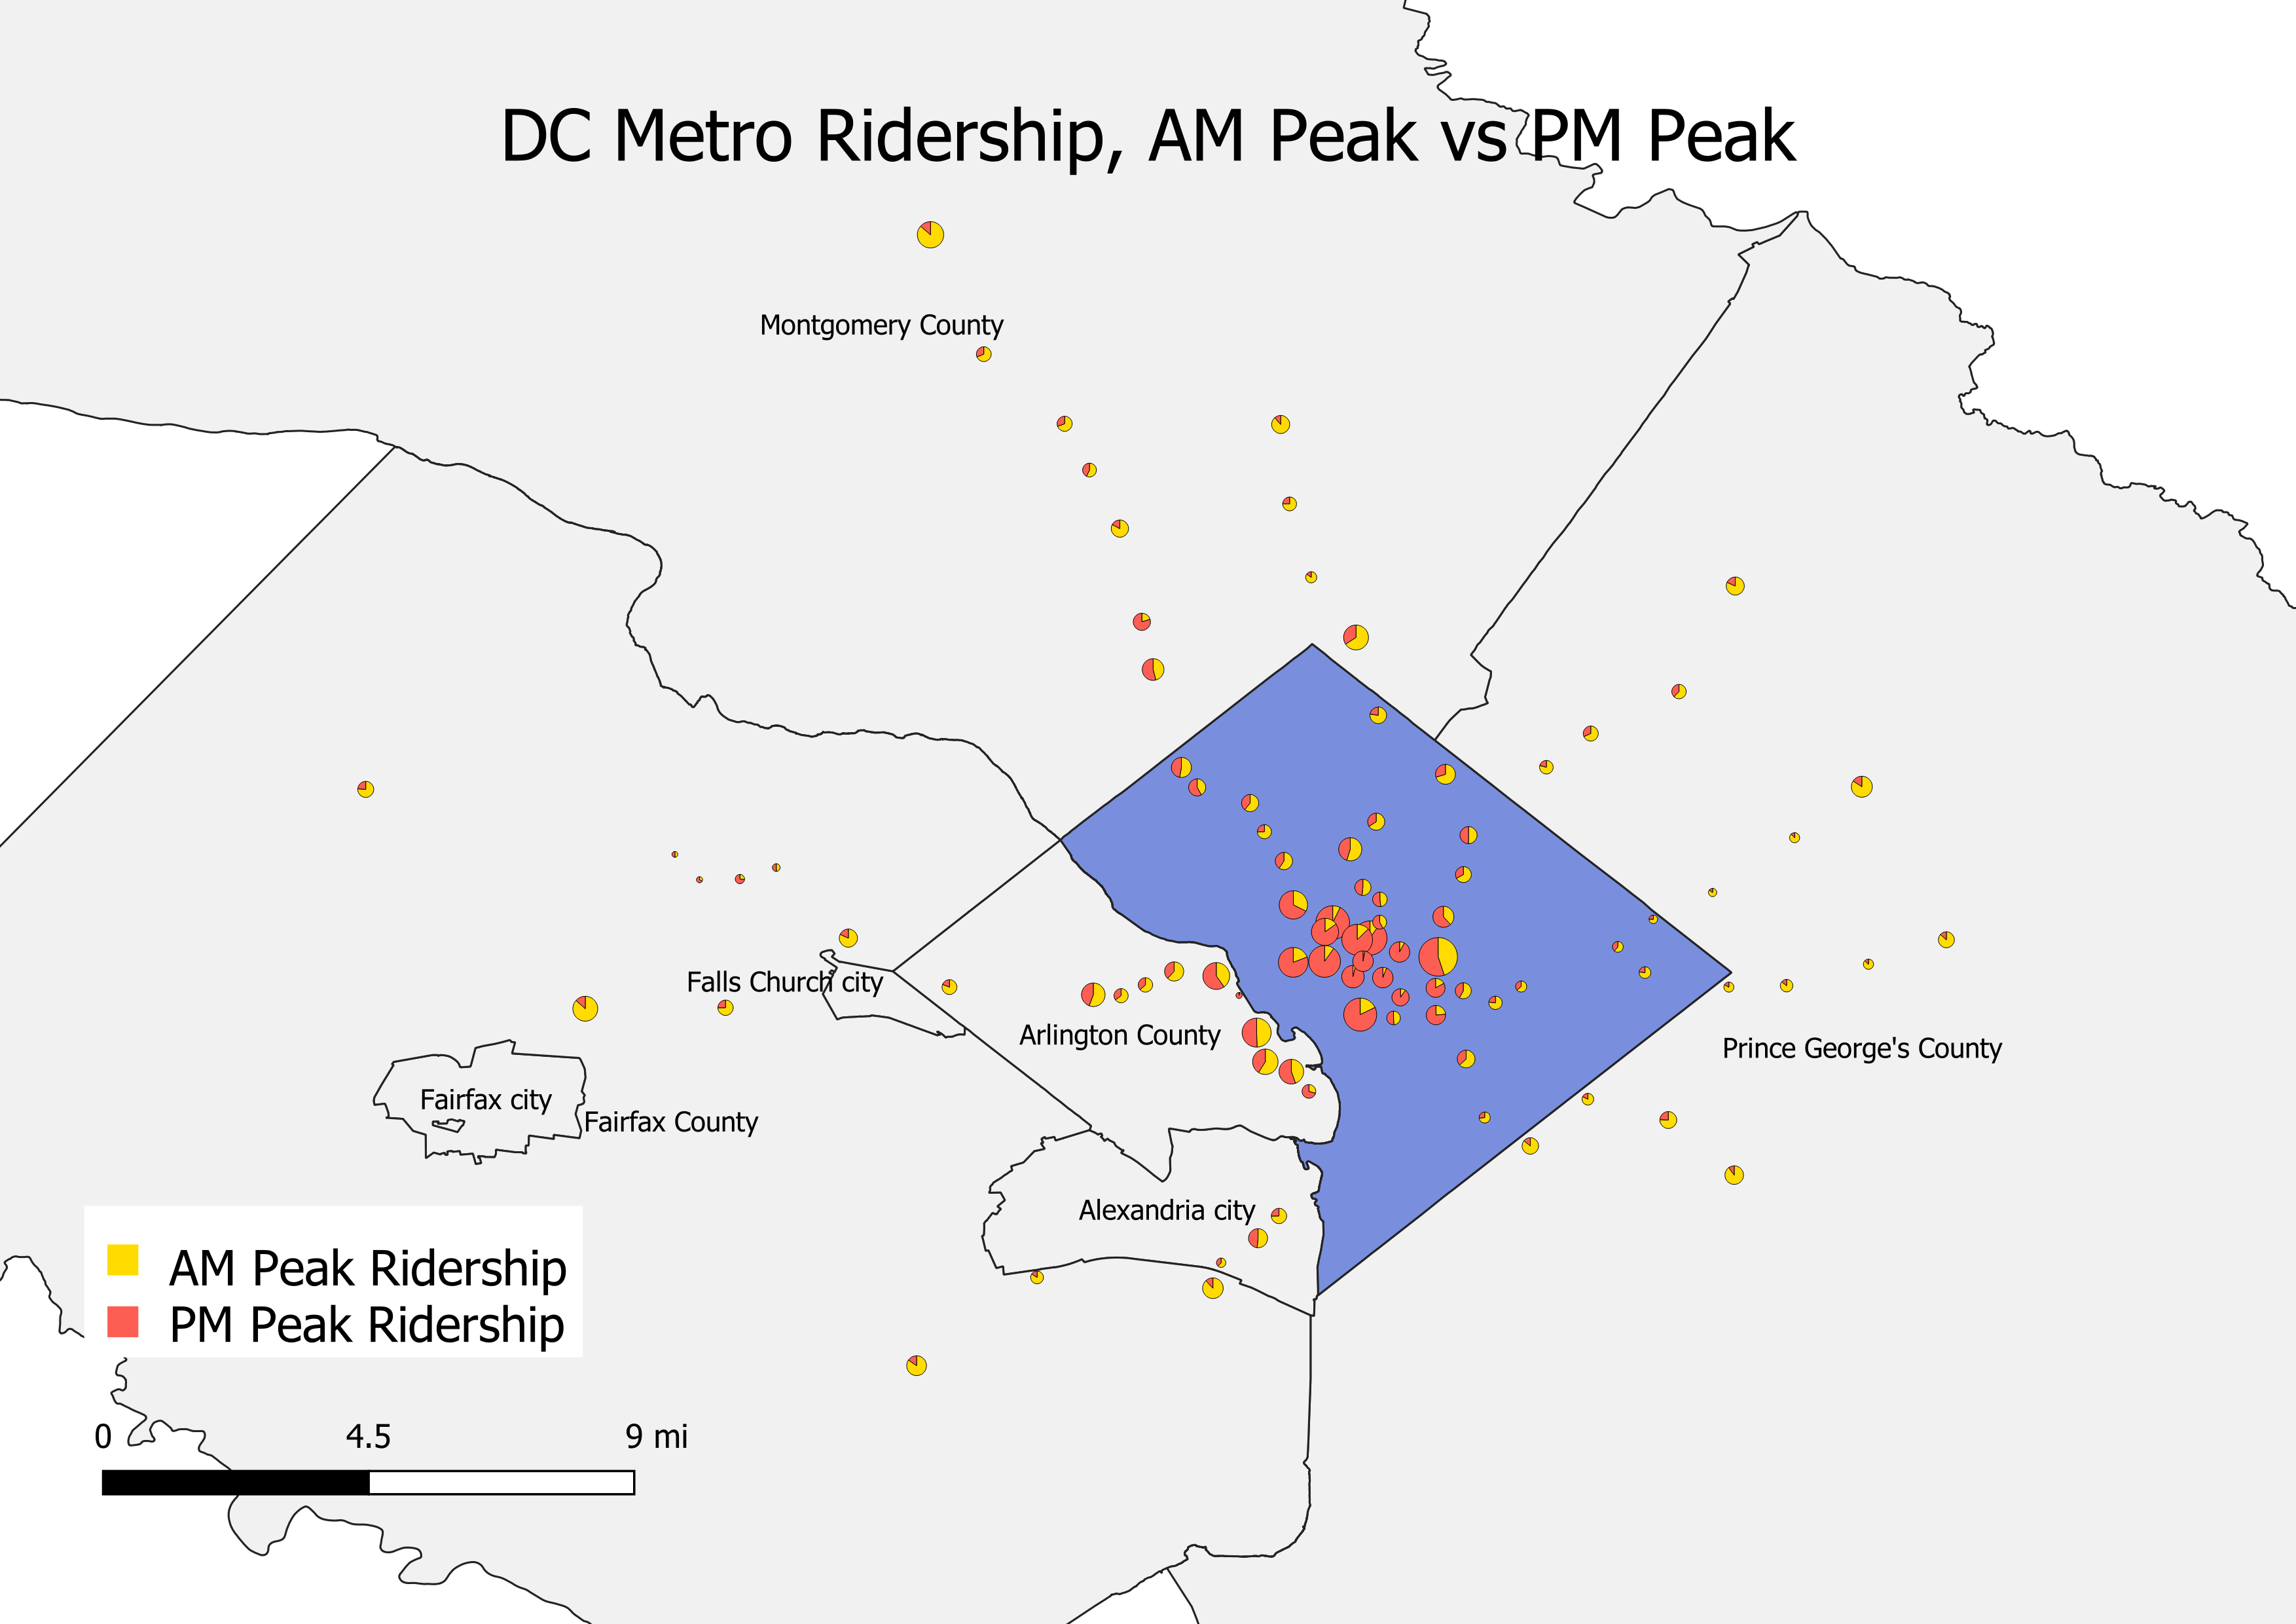 DC Metro Ridership, AM Peak vs PM Peak
Montgomery County
Falls Church city
Arlington County
Prince George's County
Fairfax city
Fairfax County
Alexandria city
AM Peak Ridership
PM Peak Ridership
0 4.5 9 mi